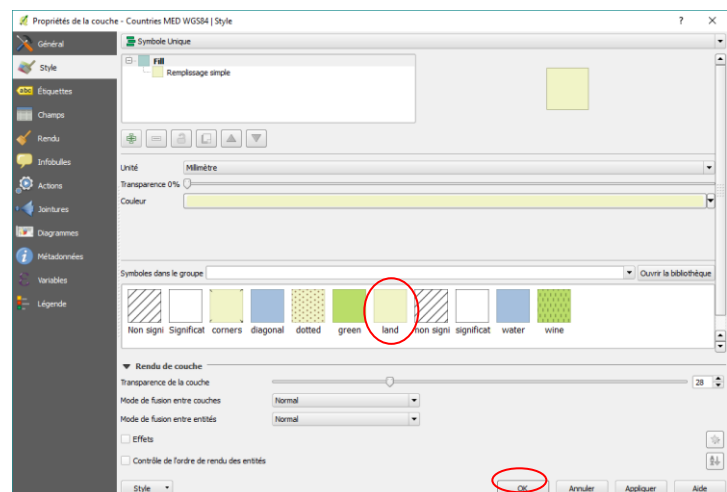 Propriétés de la couche - Countries MED WGS84 | Style
?
Général
Style
abc Étiquettes
Champs
Rendu
Infobulles
Actions
Jointures
Diagrammes
Métadonnées
Variables
Légende
Symbole Unique
Fill
Remplissage simple
Unité Millimètre
Transparence 0%
Couleur
Symboles dans le groupe Ouvrir la bibliothèque
Non signi Significat corners diagonal dotted green land non signi significat water wine
Rendu de couche
Transparence de la couche 28
Mode de fusion entre couches Normal
Mode de fusion entre entités Normal
Effets
Contrôle de l'ordre de rendu des entités
Style OK Annuler Appliquer Aide